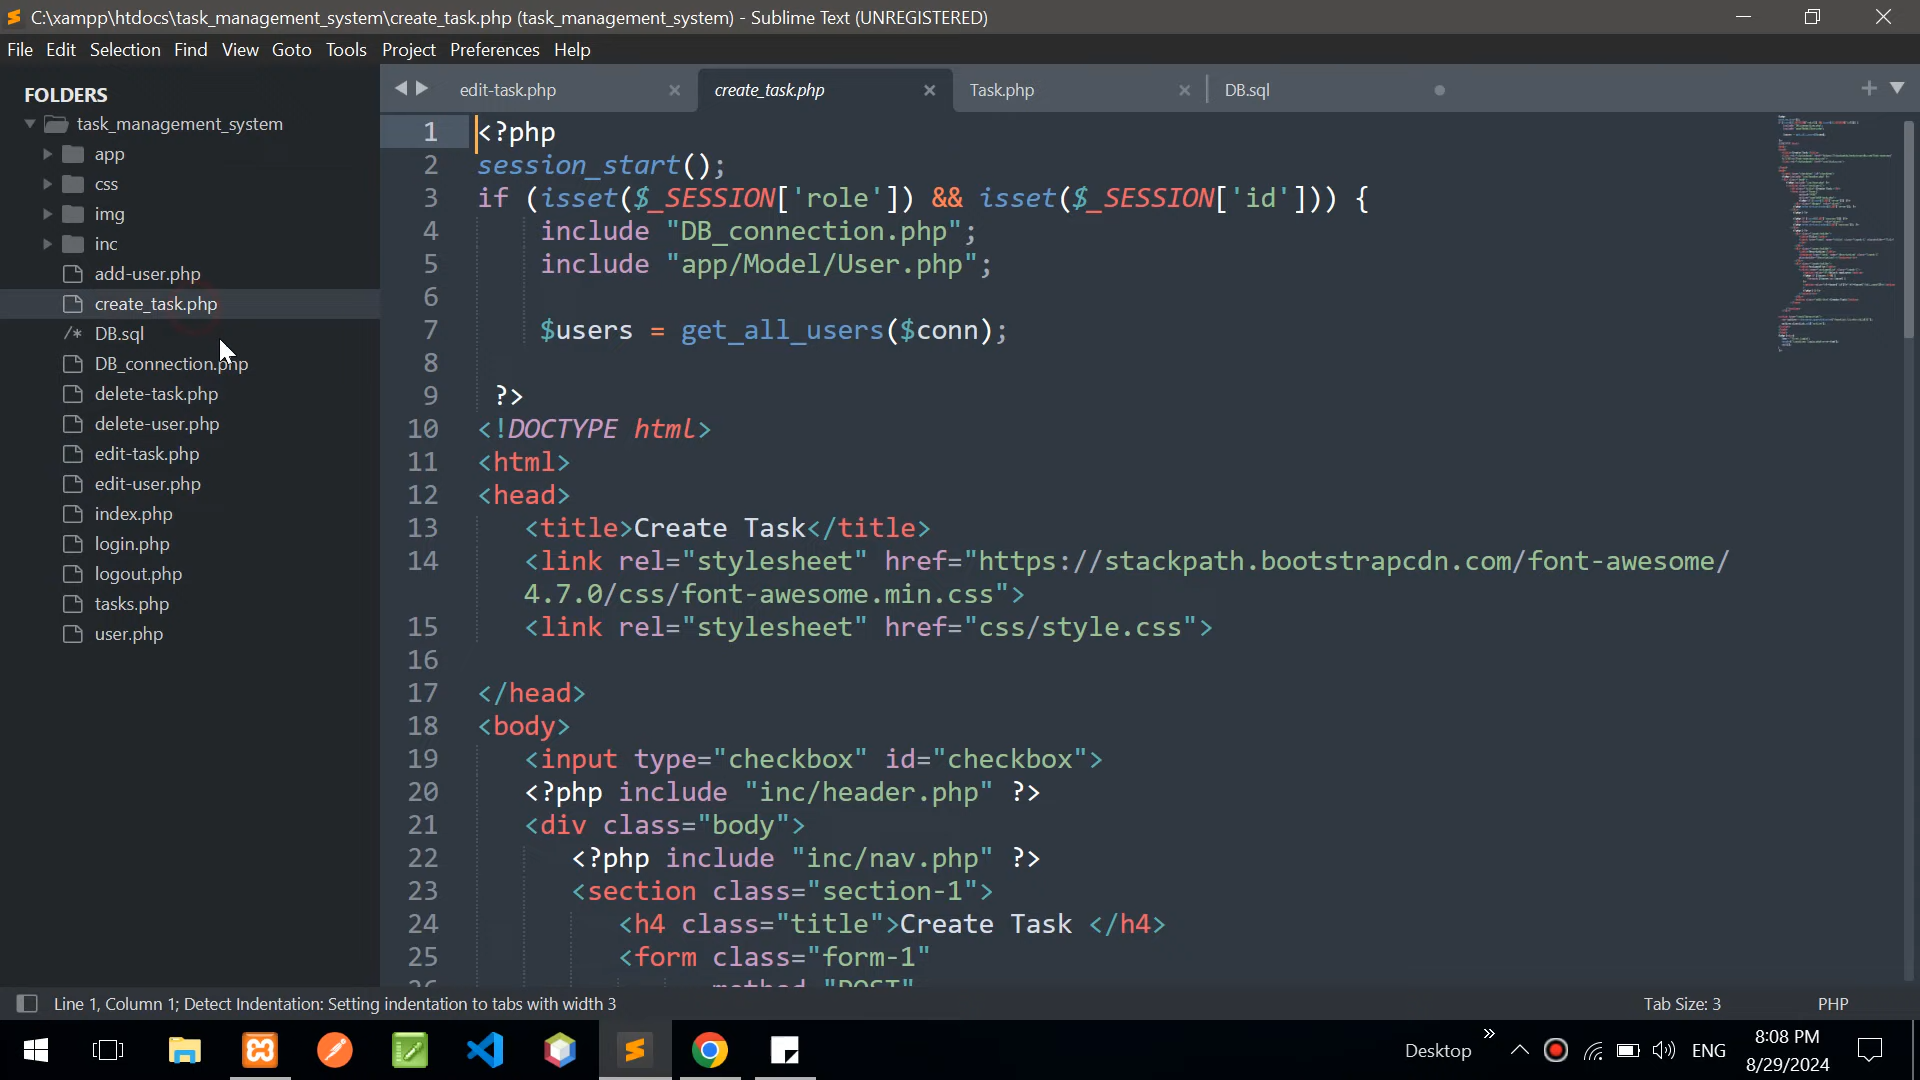 C:\xampp\htdocs\task_management_system\create_task.php (task_management_system) - Sublime Text (UNREGISTERED)
File Edit Selection Find View Goto Tools Project Preferences Help
FOLDERS
task_management_system
app
css
img
inc
add-user.php
create_task.php
/* DB.sql
DB_connection.php
delete-task.php
delete-user.php
edit-task.php
edit-user.php
index.php
login.php
logout.php
tasks.php
user.php
edit-task.php create_task.php Task.php DB.sql
1 <?php
2 session_start();
3 if (isset($_SESSION['role']) && isset($_SESSION['id'])) {
4 include "DB_connection.php";
5 include "app/Model/User.php";
6
7 $users = get_all_users($conn);
8
9 ?>
10 <!DOCTYPE html>
11 <html>
12 <head>
13 <title>Create Task</title>
14 <link rel="stylesheet" href="https://stackpath.bootstrapcdn.com/font-awesome/
4.7.0/css/font-awesome.min.css">
15 <link rel="stylesheet" href="css/style.css">
16
17 </head>
18 <body>
19 <input type="checkbox" id="checkbox">
20 <?php include "inc/header.php" ?>
21 <div class="body">
22 <?php include "inc/nav.php" ?>
23 <section class="section-1">
24 <h4 class="title">Create Task </h4>
25 <form class="form-1"
26 method="POST"
Line 1, Column 1; Detect Indentation: Setting indentation to tabs with width 3
Tab Size: 3 PHP
Desktop ENG
8:08 PM
8/29/2024